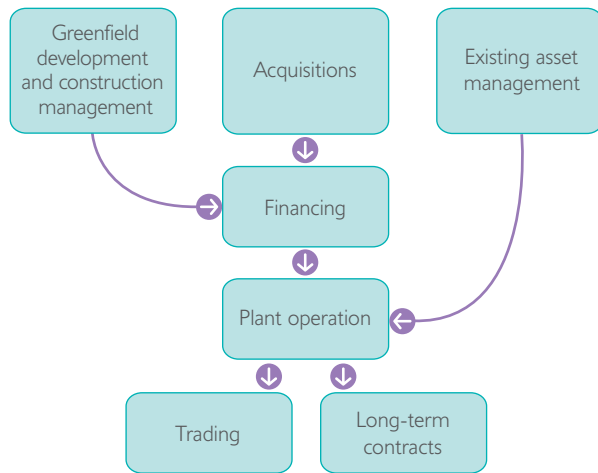 Greenfield
development
and construction
management
Acquisitions
Existing asset
management
Financing
Plant operation
Trading
Long-term
contracts